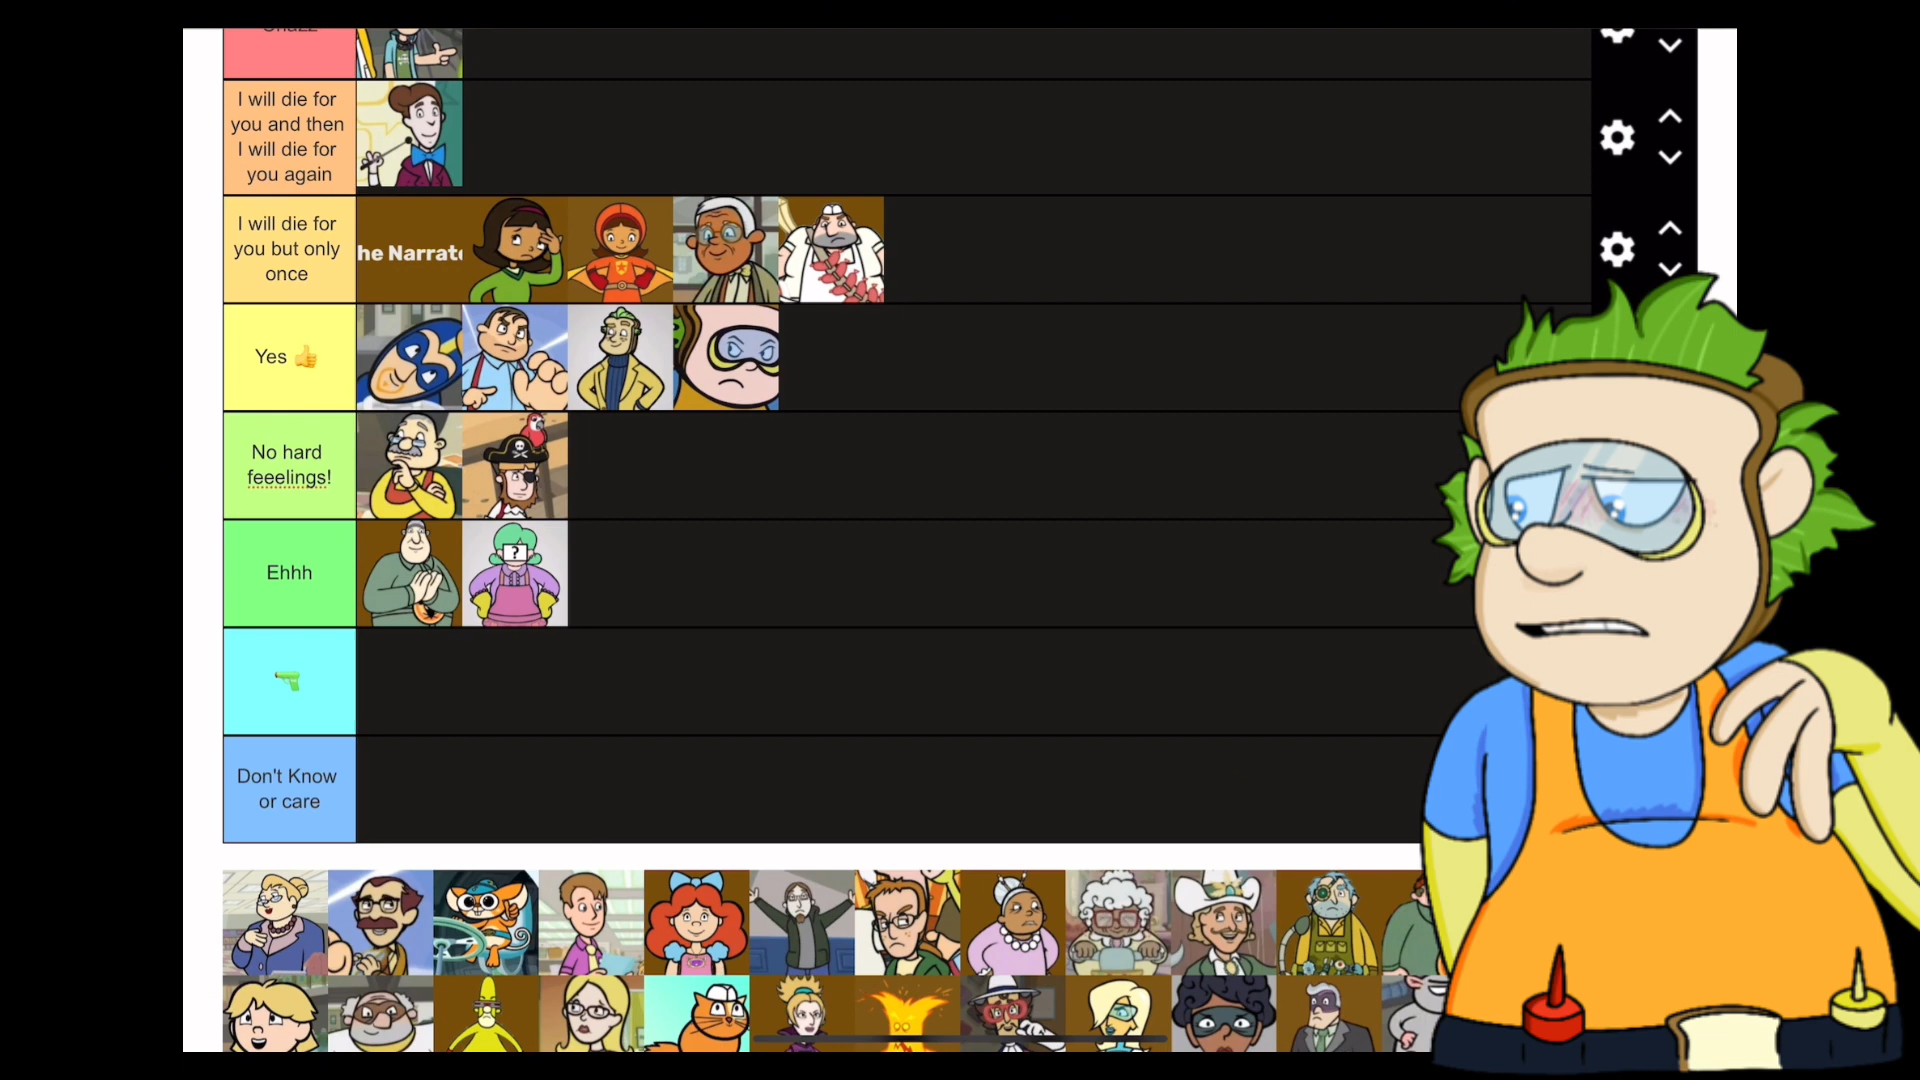 I will die for
you and then
I will die for
you again
I will die for
you but only
once
he Narrat
Yes 👍
No hard
feeelings!
Ehhh
?
Don't Know
or care